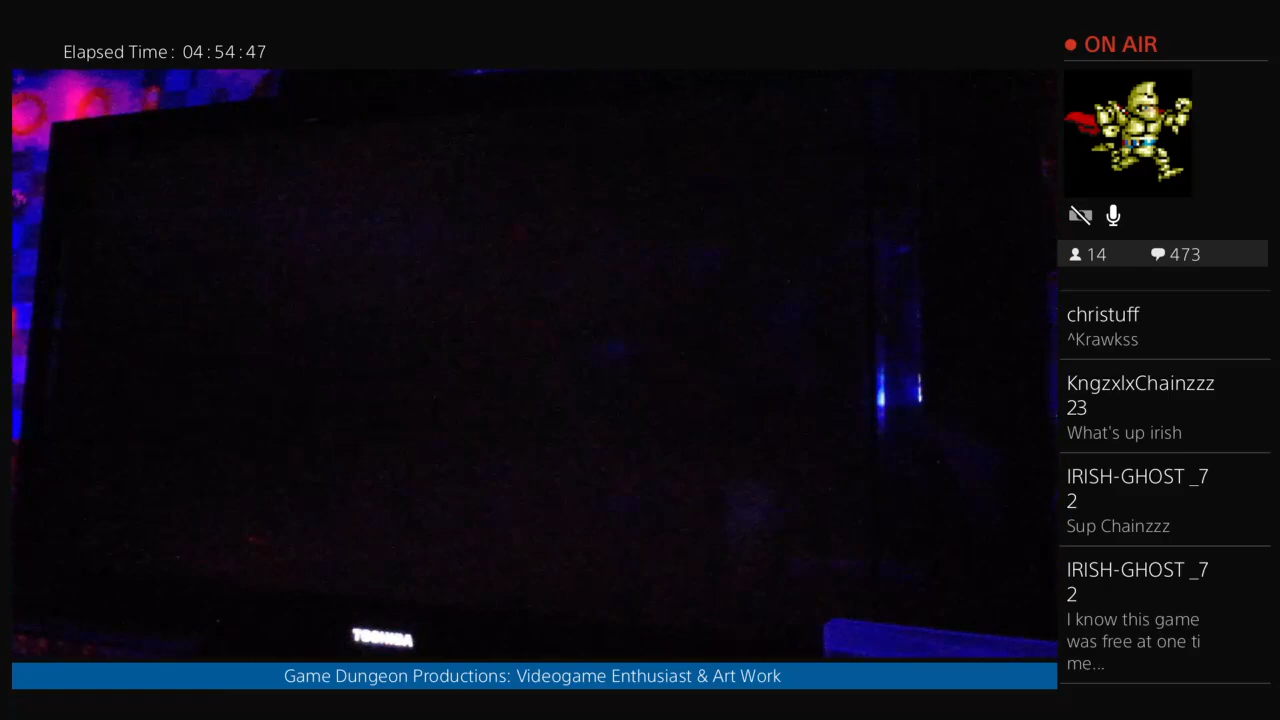 Elapsed Time: 04:54:47
ON AIR
14 473
christuff
^Krawkss
KngzxlxChainzzz
23
What's up irish
IRISH-GHOST _7
2
Sup Chainzzz
IRISH-GHOST _7
2
I know this game
was free at one ti
me...
TOSHIBA
Game Dungeon Productions: Videogame Enthusiast & Art Work